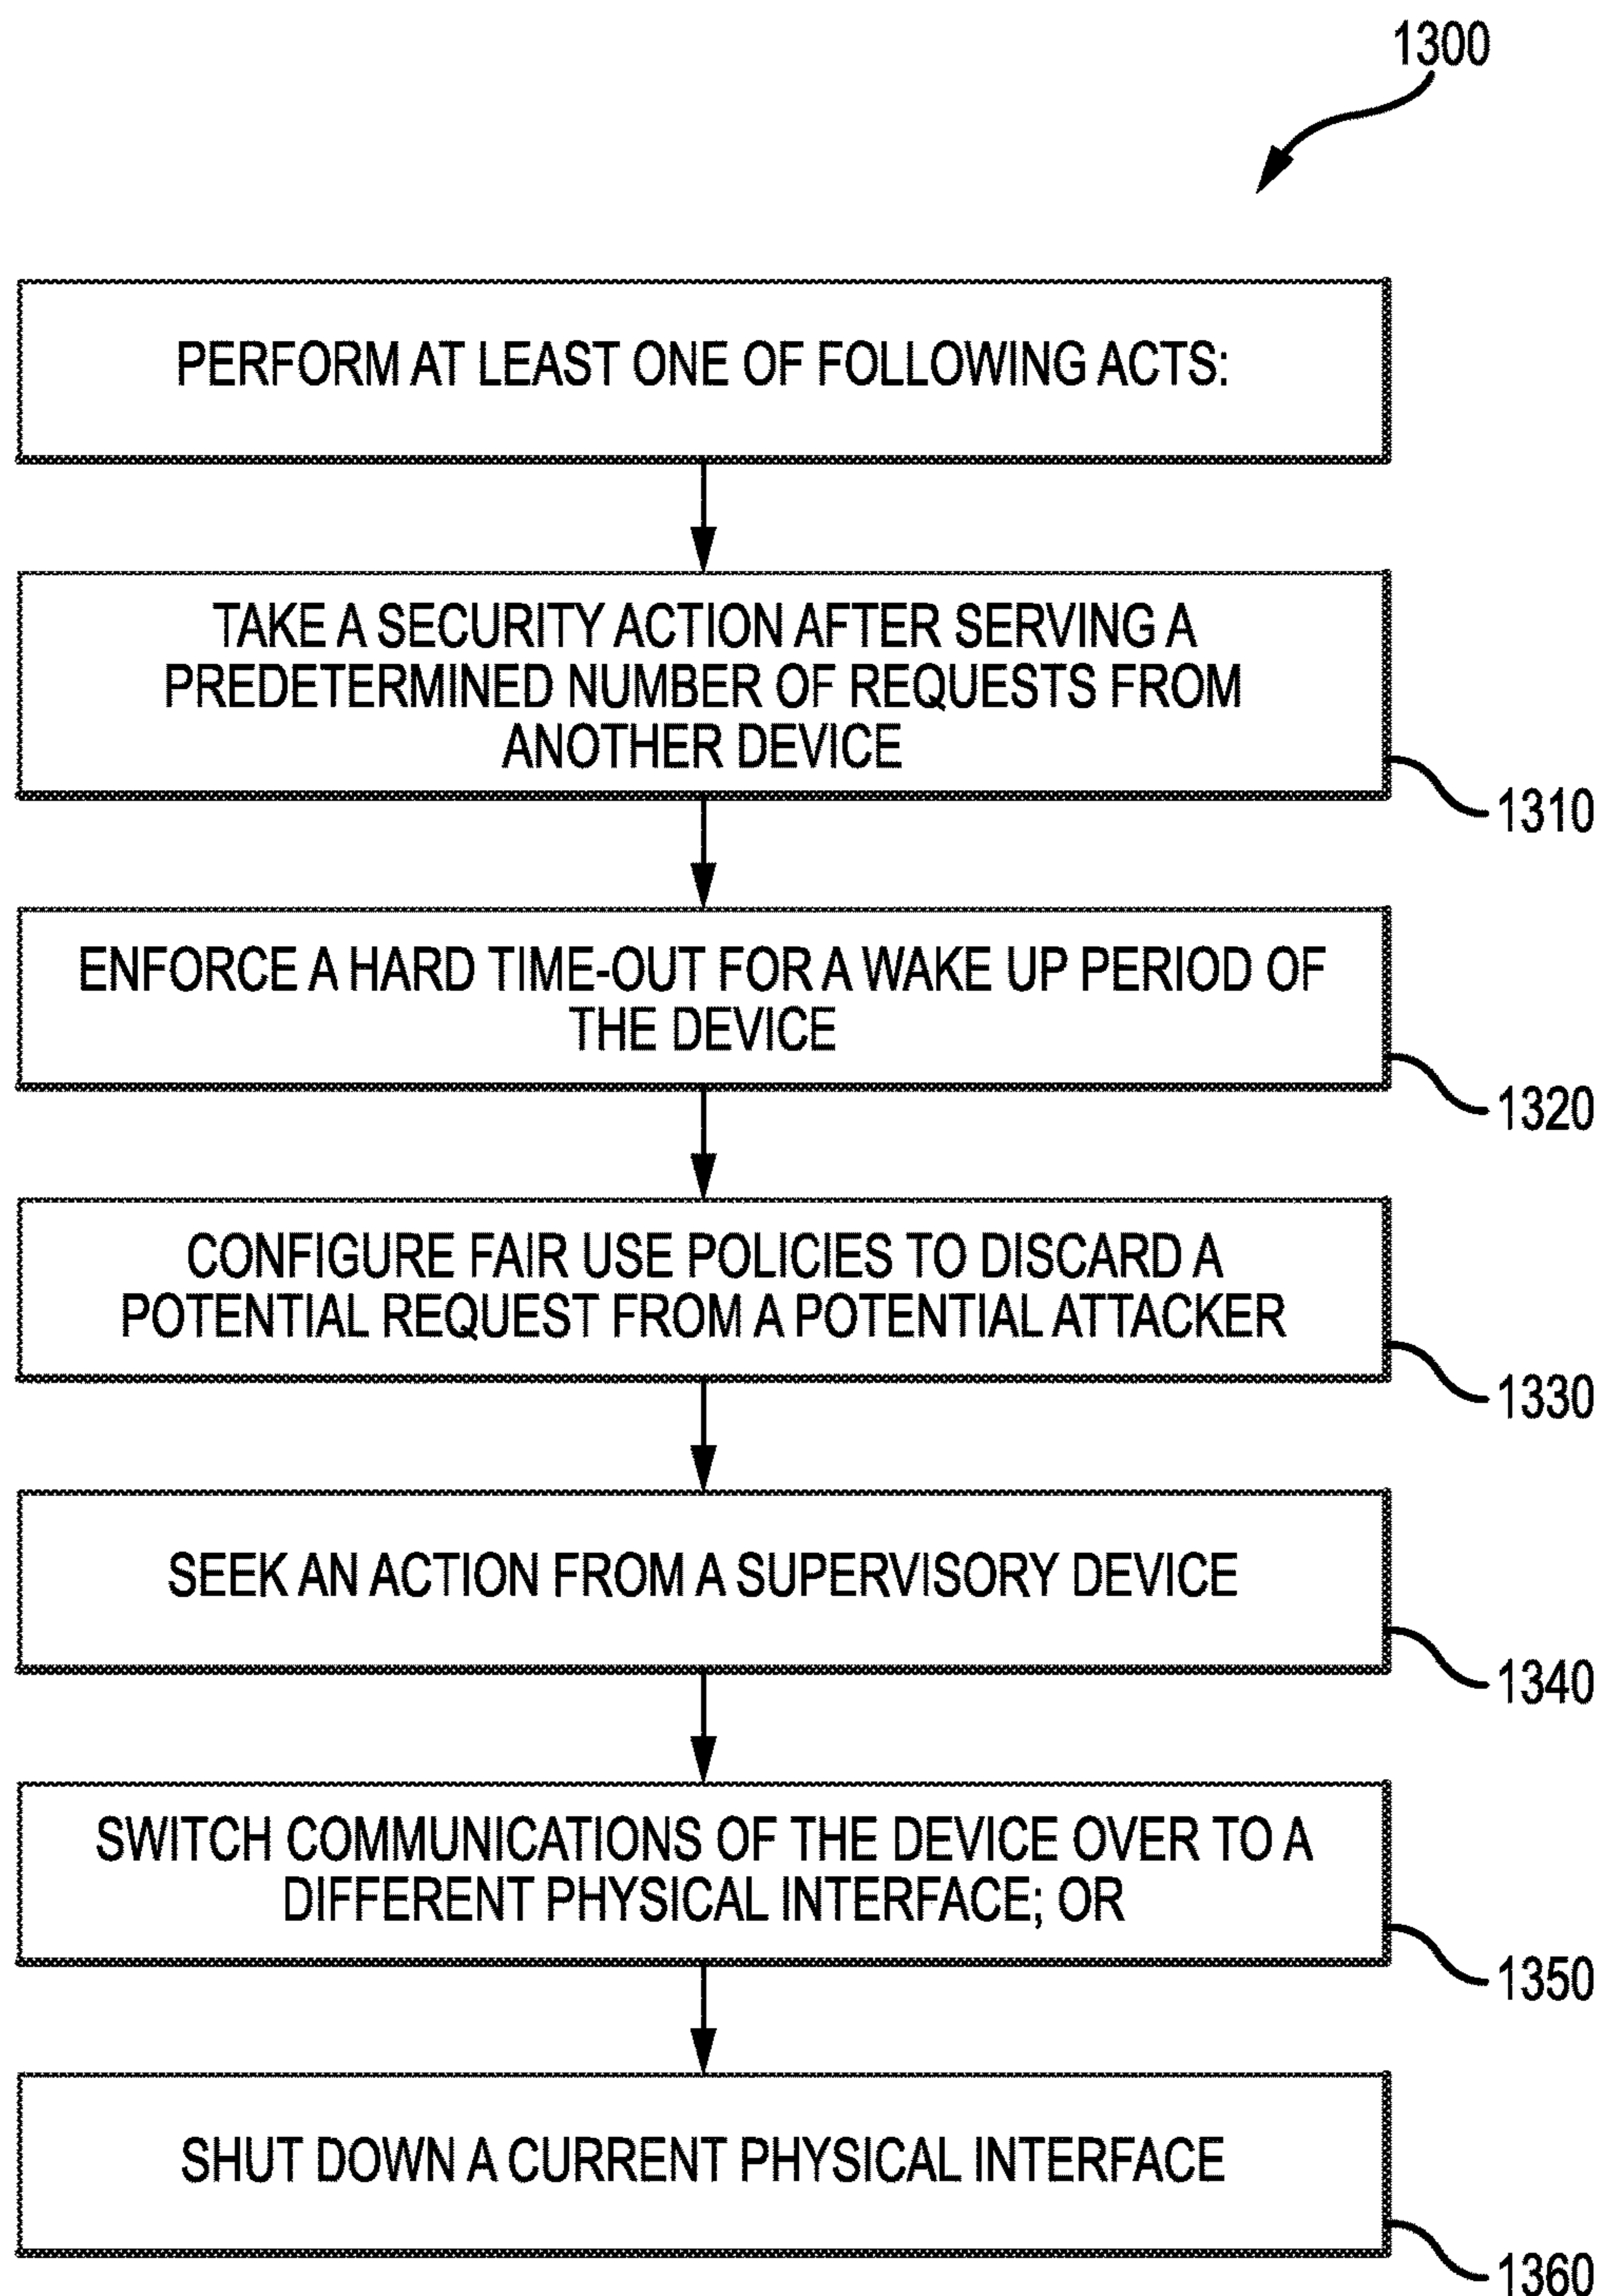 1300
PERFORM AT LEAST ONE OF FOLLOWING ACTS:
TAKE A SECURITY ACTION AFTER SERVING A
PREDETERMINED NUMBER OF REQUESTS FROM
ANOTHER DEVICE
1310
ENFORCE A HARD TIME-OUT FOR A WAKE UP PERIOD OF
THE DEVICE
1320
CONFIGURE FAIR USE POLICIES TO DISCARD A
POTENTIAL REQUEST FROM A POTENTIAL ATTACKER
1330
SEEK AN ACTION FROM A SUPERVISORY DEVICE
1340
SWITCH COMMUNICATIONS OF THE DEVICE OVER TO A
DIFFERENT PHYSICAL INTERFACE; OR
1350
SHUT DOWN A CURRENT PHYSICAL INTERFACE
1360